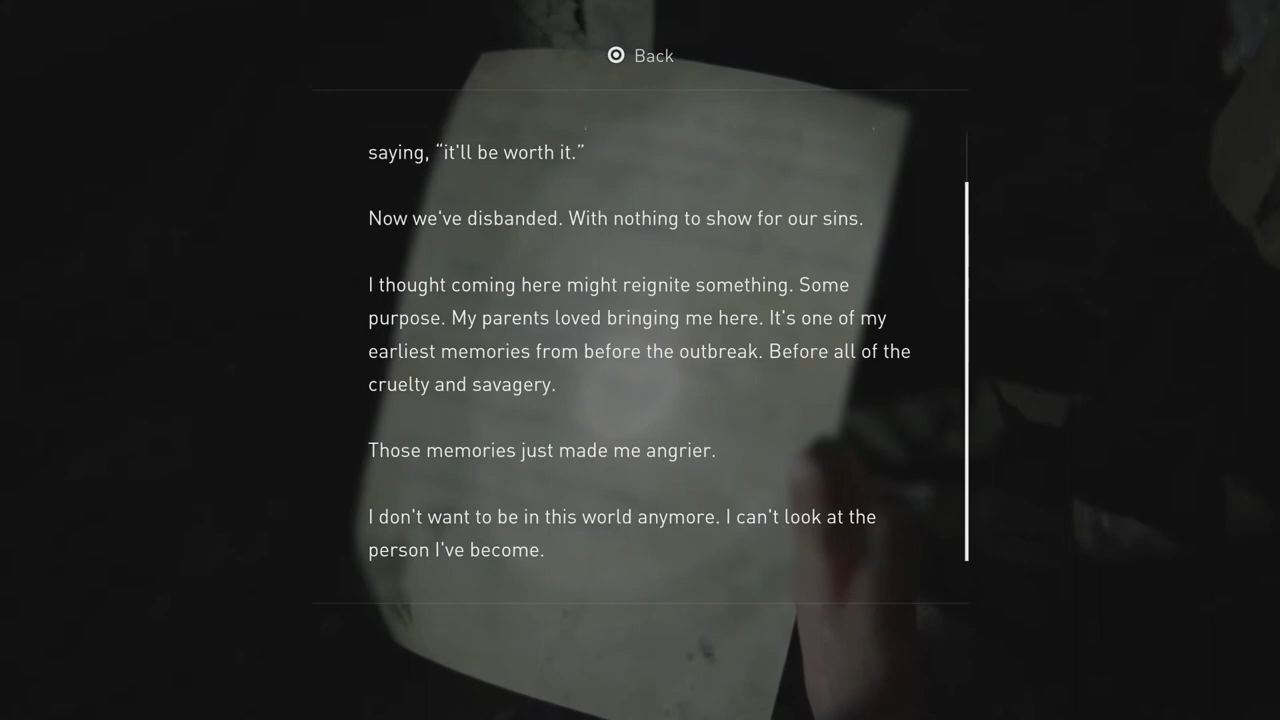 Back
saying, “it'll be worth it.”
Now we've disbanded. With nothing to show for our sins.
I thought coming here might reignite something. Some
purpose. My parents loved bringing me here. It's one of my
earliest memories from before the outbreak. Before all of the
cruelty and savagery.
Those memories just made me angrier.
I don't want to be in this world anymore. I can't look at the
person I've become.